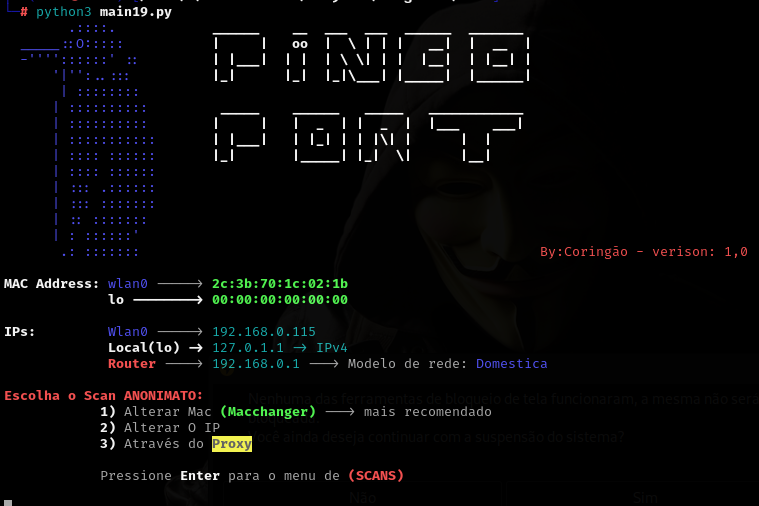 # python3 main19.py
PINGO
PONT
By:Coringão - verison: 1,0
MAC Address: wlan0 ----> 2c:3b:70:1c:02:1b
lo ------> 00:00:00:00:00:00
IPs: Wlan0 ----> 192.168.0.115
Local(lo) -> 127.0.1.1 -> IPv4
Router ---> 192.168.0.1 ---> Modelo de rede: Domestica
Escolha o Scan ANONIMATO:
Nenhuma das ferramentas de bloqueio de tela funcionaram, a mesma não será
1) Alterar Mac (Macchanger) ---> mais recomendado
2) Alterar O IP
Você ainda deseja continuar com a suspensão do sistema?
3) Através do Proxy
Pressione Enter para o menu de (SCANS)
Não Sim